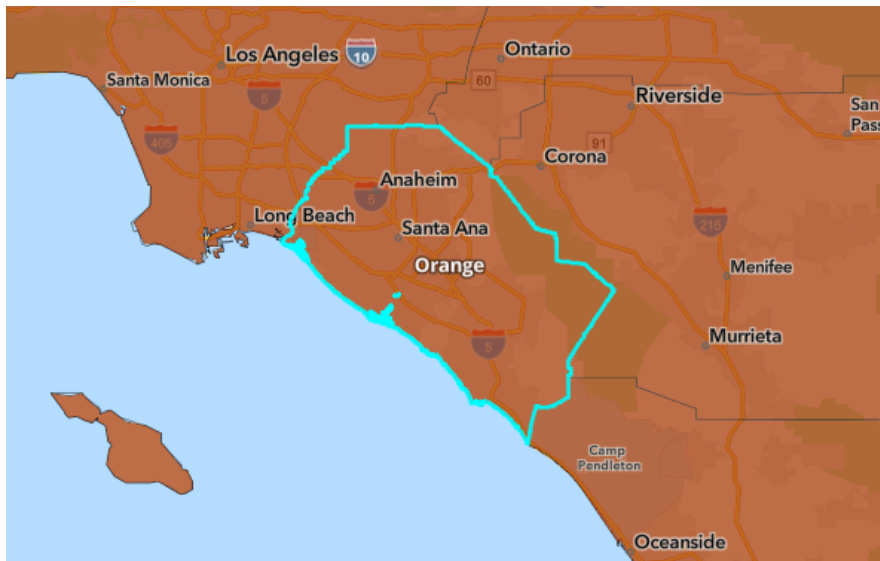 Los Angeles
10
Ontario
Santa Monica
60
5
Riverside
San
Pass
405
91
Corona
Anaheim
5
Long Beach
215
Santa Ana
Orange
Menifee
5
Murrieta
Camp
Pendleton
Oceanside